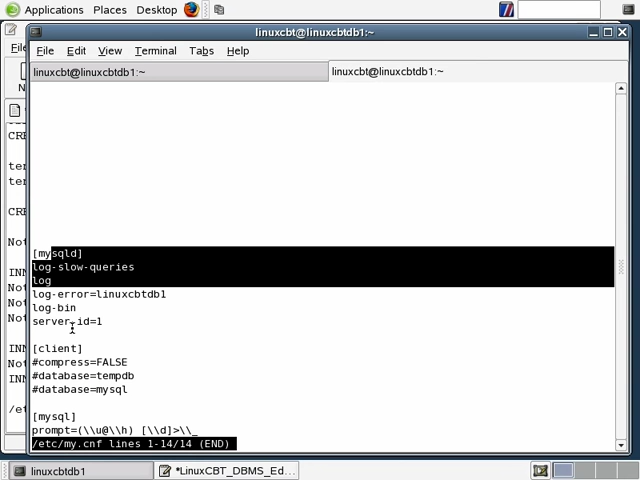 Applications Places Desktop
linuxcbt@linuxcbtdb1:~
File Edit View Terminal Tabs Help
linuxcbt@linuxcbtdb1:~ linuxcbt@linuxcbtdb1:~
[mysqld]
log-slow-queries
log
log-error=linuxcbtdb1
log-bin
server-id=1
[client]
#compress=FALSE
#database=tempdb
#database=mysql
[mysql]
prompt=(\\u@\\h) [\\d]>\\_
/etc/my.cnf lines 1-14/14 (END)
linuxcbtdb1 *LinuxCBT_DBMS_Ed...